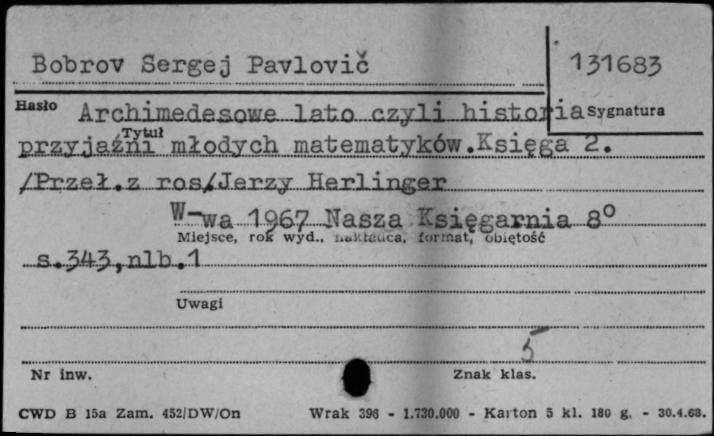 Bobrov Sergej Pavlovič
131683
Hasło
Archimedesowe lato czyli historia
Sygnatura
Tytuł
przyjaźni młodych matematyków.Księga 2.
/Przeł.z ros/Jerzy Herlinger
W-wa 1967 Nasza Księgarnia 8°
Miejsce, rok wyd., nakładca, format, objętość
s.343,nlb.1
Uwagi
5
Nr inw.
Znak klas.
CWD B 15a Zam. 452/DW/On
Wrak 396 - 1.730.000 - Karton 5 kl. 180 g. - 30.4.68.